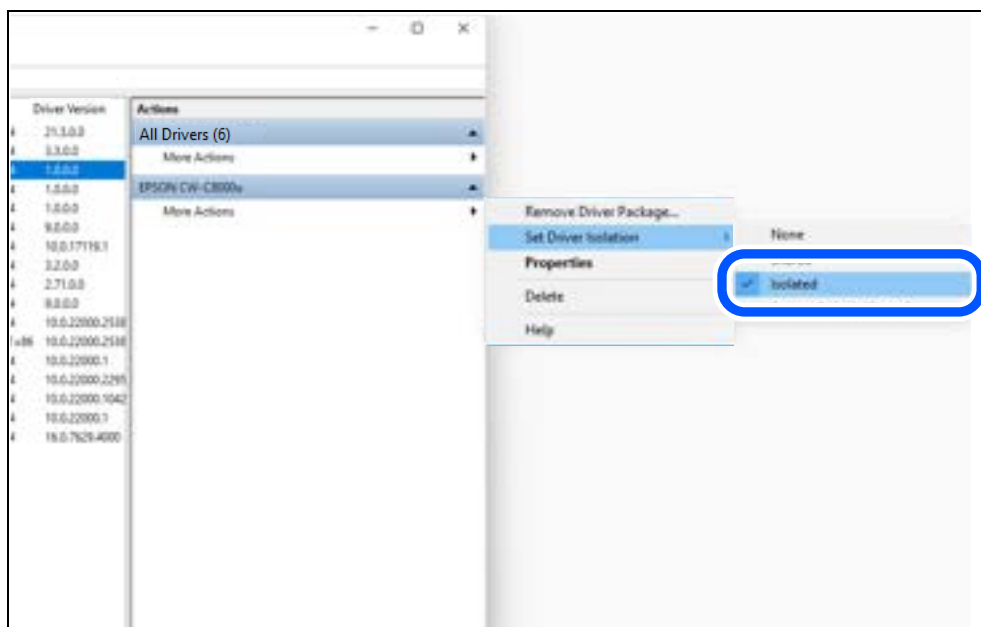 Driver Version
21.3.0.0
3.3.0.0
1.0.0.0
1.0.0.0
1.0.0.0
9.0.0.0
10.0.17119.1
3.2.0.0
2.71.0.0
9.0.0.0
10.0.22000.2538
10.0.22000.2538
10.0.22000.1
10.0.22000.2295
10.0.22000.1042
10.0.22000.1
16.0.7629.4000
Actions
All Drivers (6)
More Actions
EPSON CW-C8000u
More Actions
Remove Driver Package...
Set Driver Isolation
Properties
Delete
Help
None
Isolated